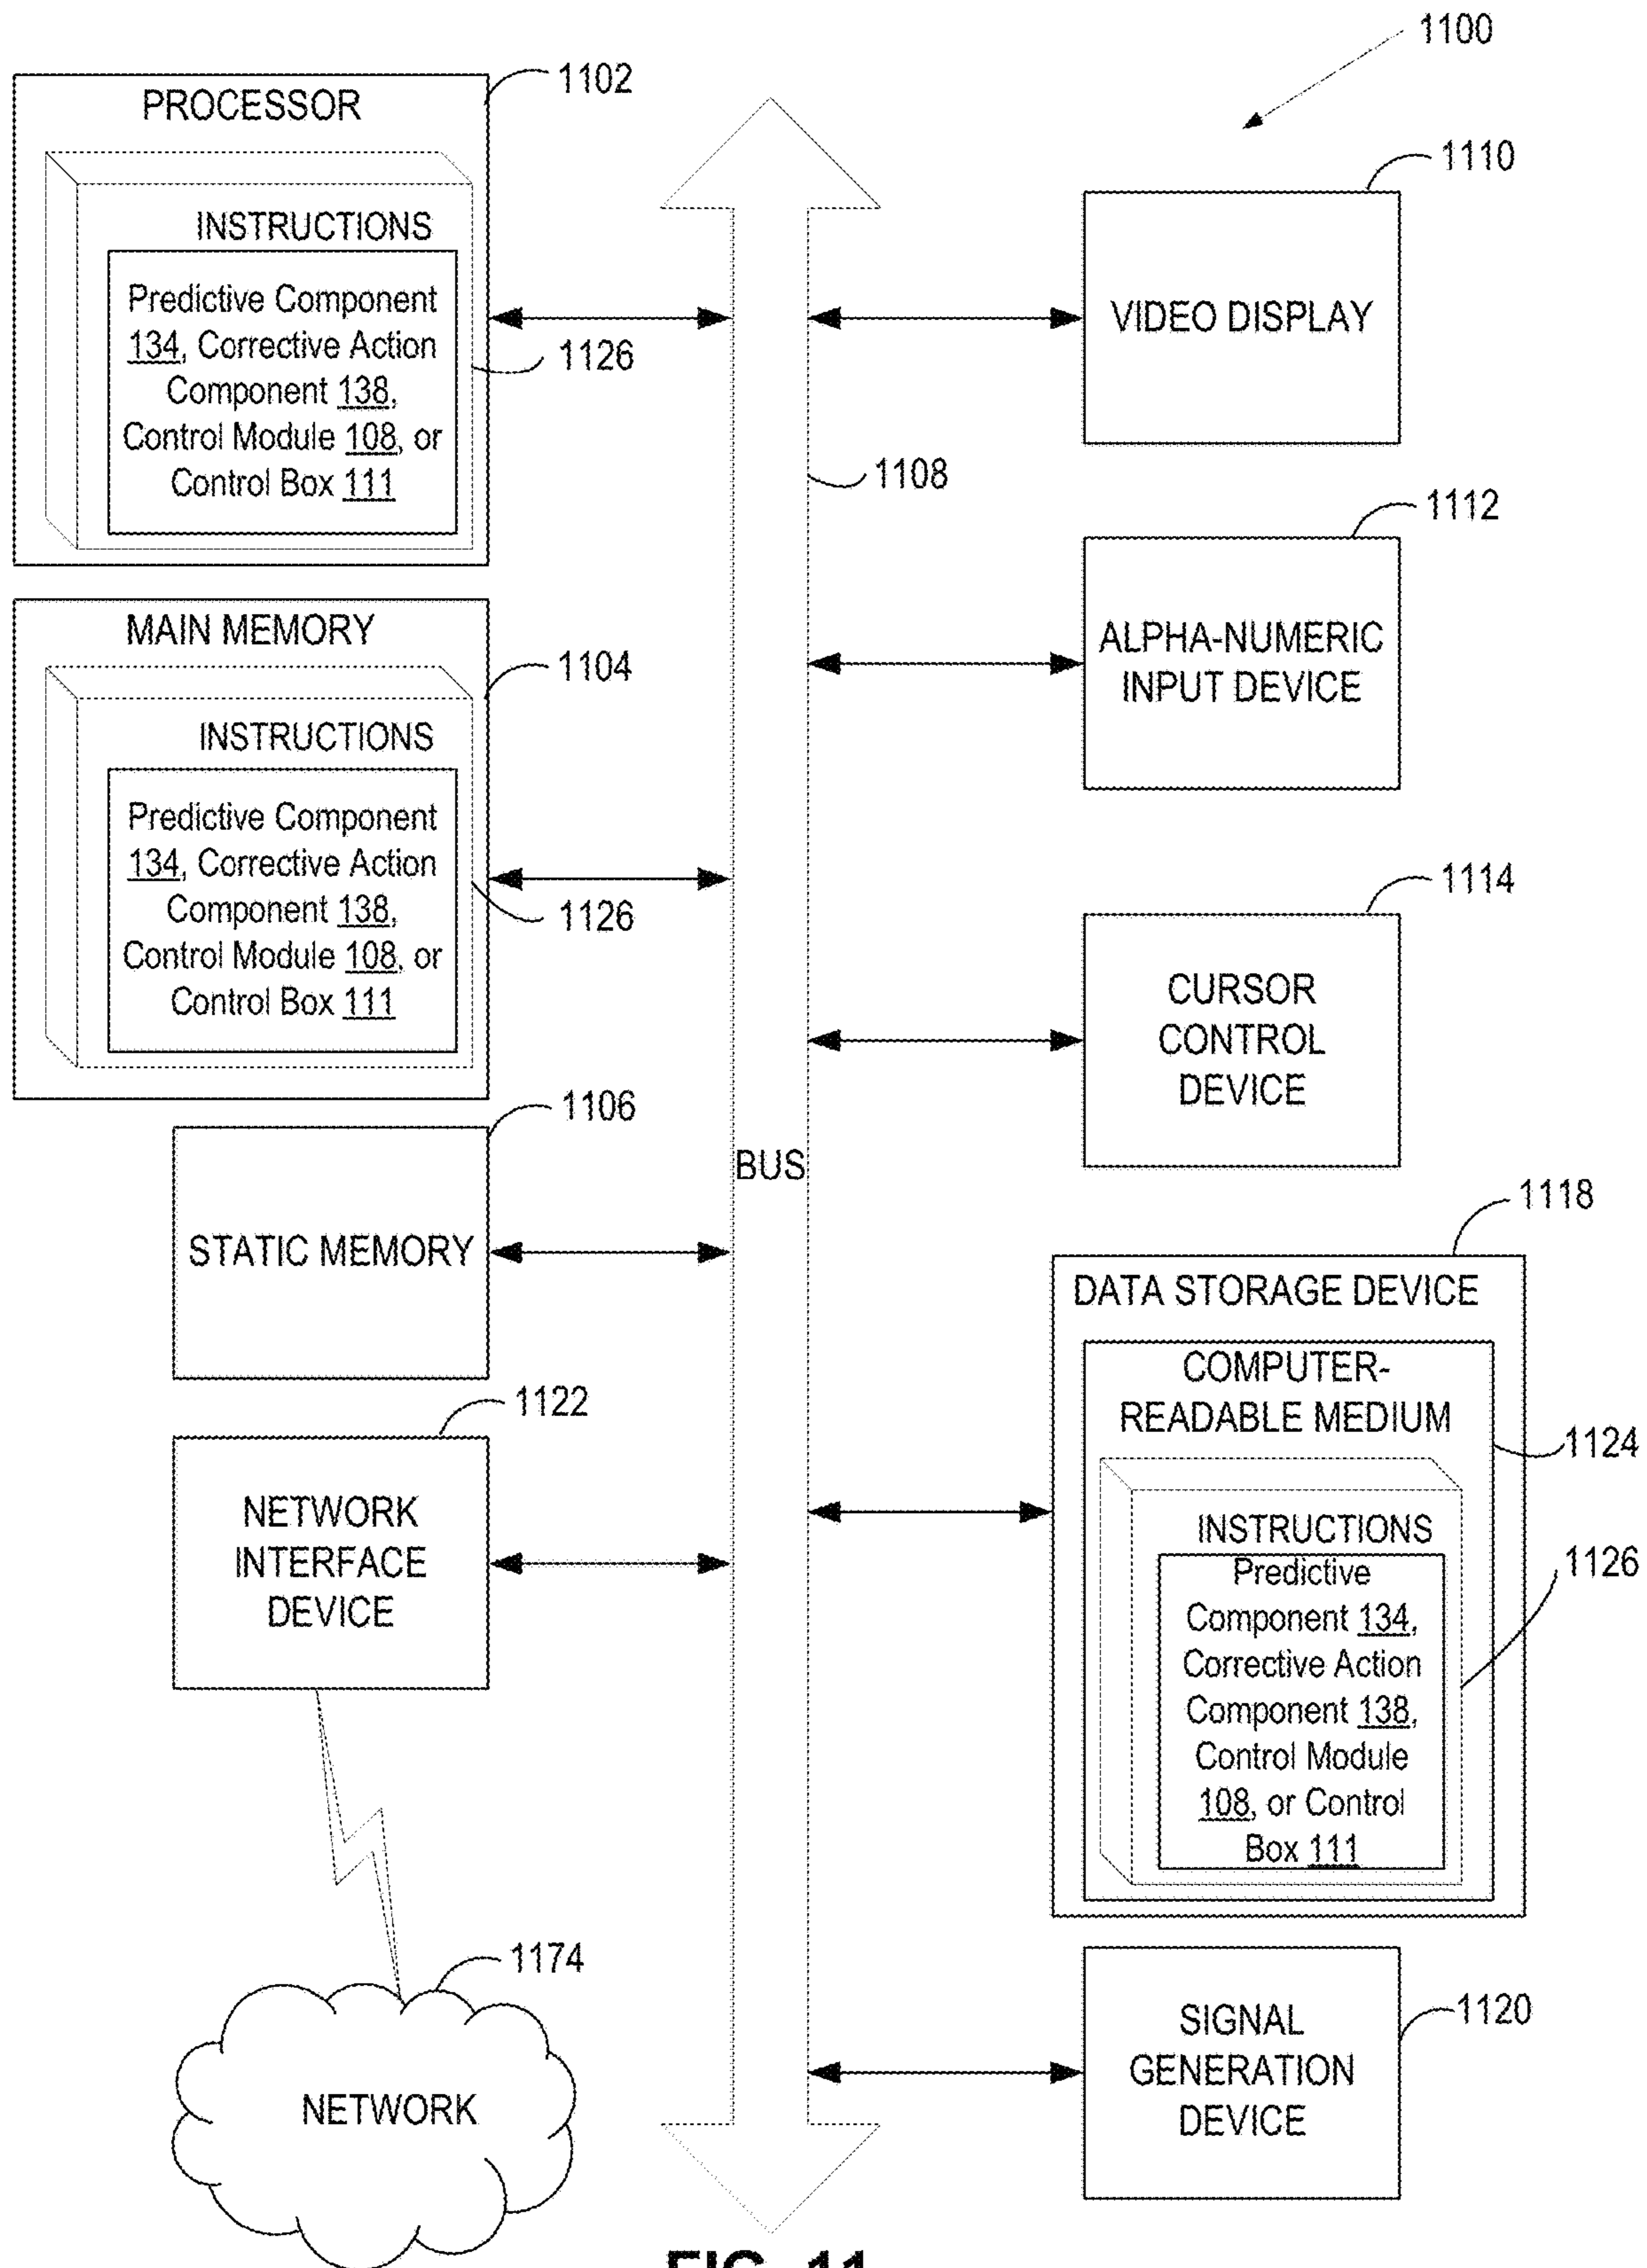 1100
PROCESSOR
1102
INSTRUCTIONS
Predictive Component
134, Corrective Action
Component 138,
Control Module 108, or
Control Box 111
1126
MAIN MEMORY
1104
INSTRUCTIONS
Predictive Component
134, Corrective Action
Component 138,
Control Module 108, or
Control Box 111
1126
1106
STATIC MEMORY
1122
NETWORK
INTERFACE
DEVICE
1174
NETWORK
BUS
1108
1110
VIDEO DISPLAY
1112
ALPHA-NUMERIC
INPUT DEVICE
1114
CURSOR
CONTROL
DEVICE
1118
DATA STORAGE DEVICE
COMPUTER-
READABLE MEDIUM
1124
INSTRUCTIONS
1126
Predictive
Component 134,
Corrective Action
Component 138,
Control Module
108, or Control
Box 111
SIGNAL
GENERATION
DEVICE
1120
FIG. 11